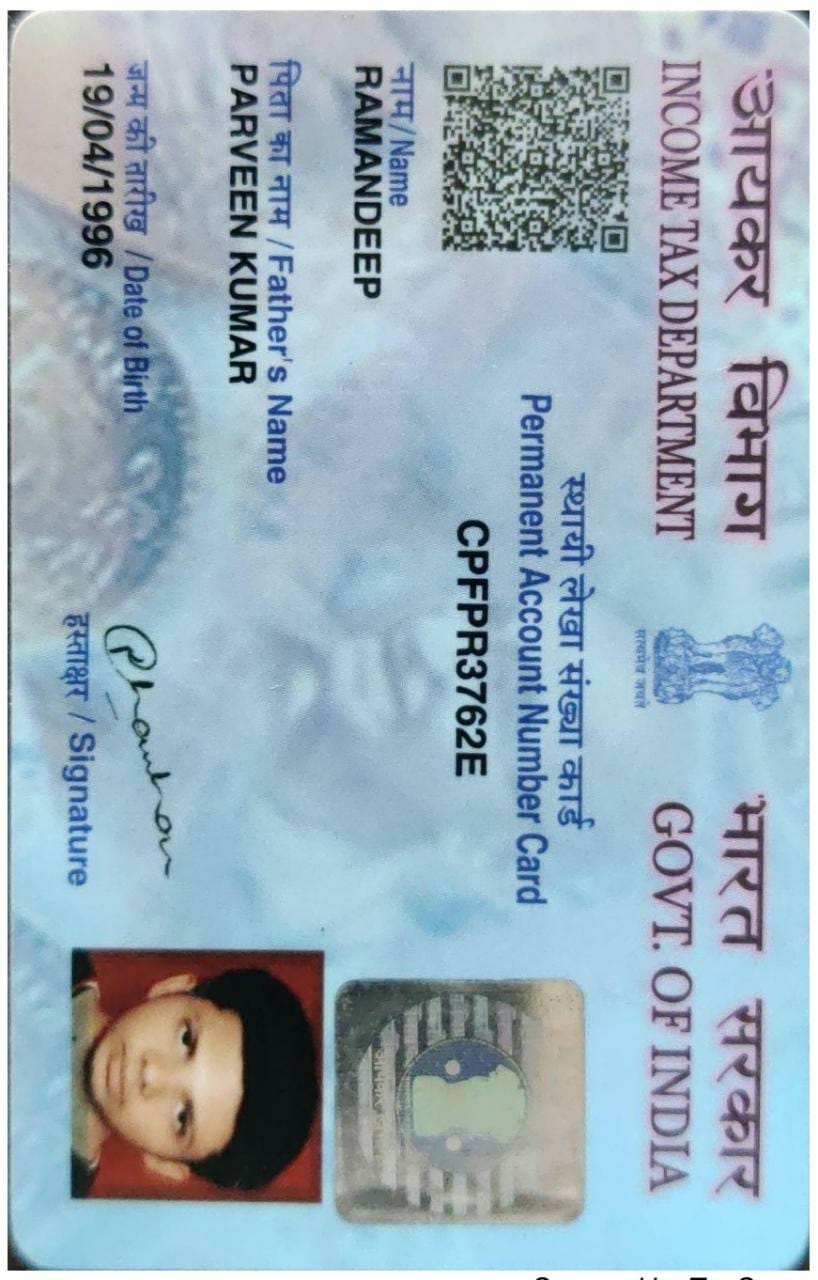 आयकर विभाग
INCOME TAX DEPARTMENT
सत्यमेव जयते
भारत सरकार
GOVT. OF INDIA
स्थायी लेखा संख्या कार्ड
Permanent Account Number Card
CPFPR3762E
नाम / Name
RAMANDEEP
पिता का नाम / Father's Name
PARVEEN KUMAR
जन्म की तारीख / Date of Birth
19/04/1996
हस्ताक्षर / Signature